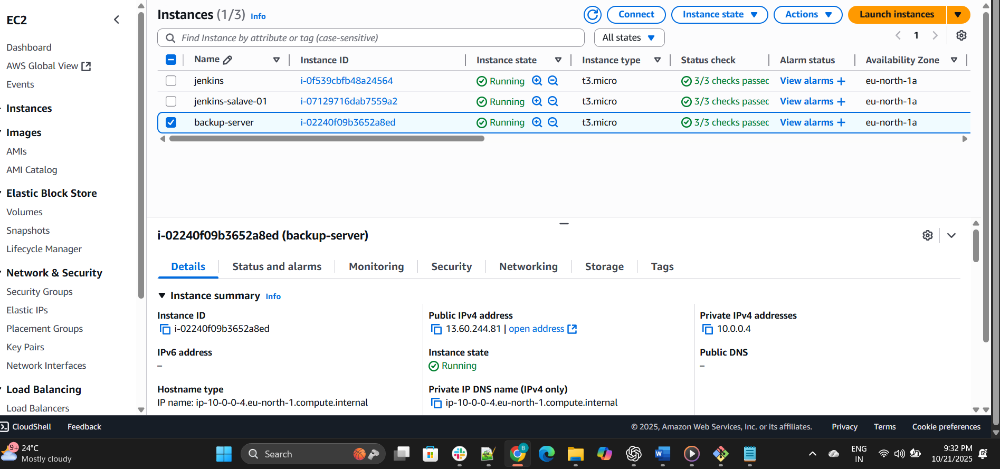 EC2
Dashboard
AWS Global View
Events
Instances
Images
AMIs
AMI Catalog
Elastic Block Store
Volumes
Snapshots
Lifecycle Manager
Network & Security
Security Groups
Elastic IPs
Placement Groups
Key Pairs
Network Interfaces
Load Balancing
Load Balancers
Instances (1/3) Info
Connect Instance state Actions Launch instances
Find Instance by attribute or tag (case-sensitive) All states 1
Name Instance ID Instance state Instance type Status check Alarm status Availability Zone
jenkins i-0f539cbfb48a24564 Running t3.micro 3/3 checks passed View alarms + eu-north-1a
jenkins-salave-01 i-07129716dab7559a2 Running t3.micro 3/3 checks passed View alarms + eu-north-1a
backup-server i-02240f09b3652a8ed Running t3.micro 3/3 checks passed View alarms + eu-north-1a
i-02240f09b3652a8ed (backup-server)
Details Status and alarms Monitoring Security Networking Storage Tags
Instance summary Info
Instance ID
i-02240f09b3652a8ed
Public IPv4 address
13.60.244.81 | open address
Private IPv4 addresses
10.0.0.4
IPv6 address
–
Instance state
Running
Public DNS
–
Hostname type
IP name: ip-10-0-0-4.eu-north-1.compute.internal
Private IP DNS name (IPv4 only)
ip-10-0-0-4.eu-north-1.compute.internal
CloudShell Feedback © 2025, Amazon Web Services, Inc. or its affiliates. Privacy Terms Cookie preferences
9+ 24°C
Mostly cloudy
Search
B
W
ENG
IN
9:32 PM
10/21/2025